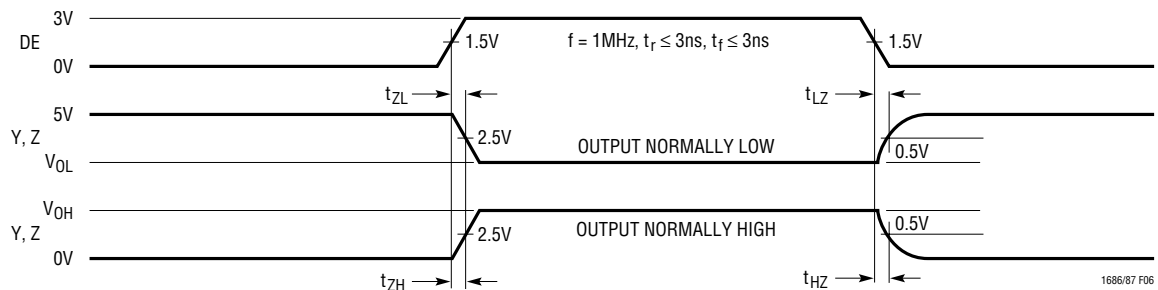 3V
DE
1.5V
f = 1MHz, tr ≤ 3ns, tf ≤ 3ns
1.5V
0V
tZL
tLZ
5V
Y, Z
2.5V
OUTPUT NORMALLY LOW
0.5V
VOL
VOH
Y, Z
2.5V
OUTPUT NORMALLY HIGH
0.5V
0V
tZH
tHZ
1686/87 F06